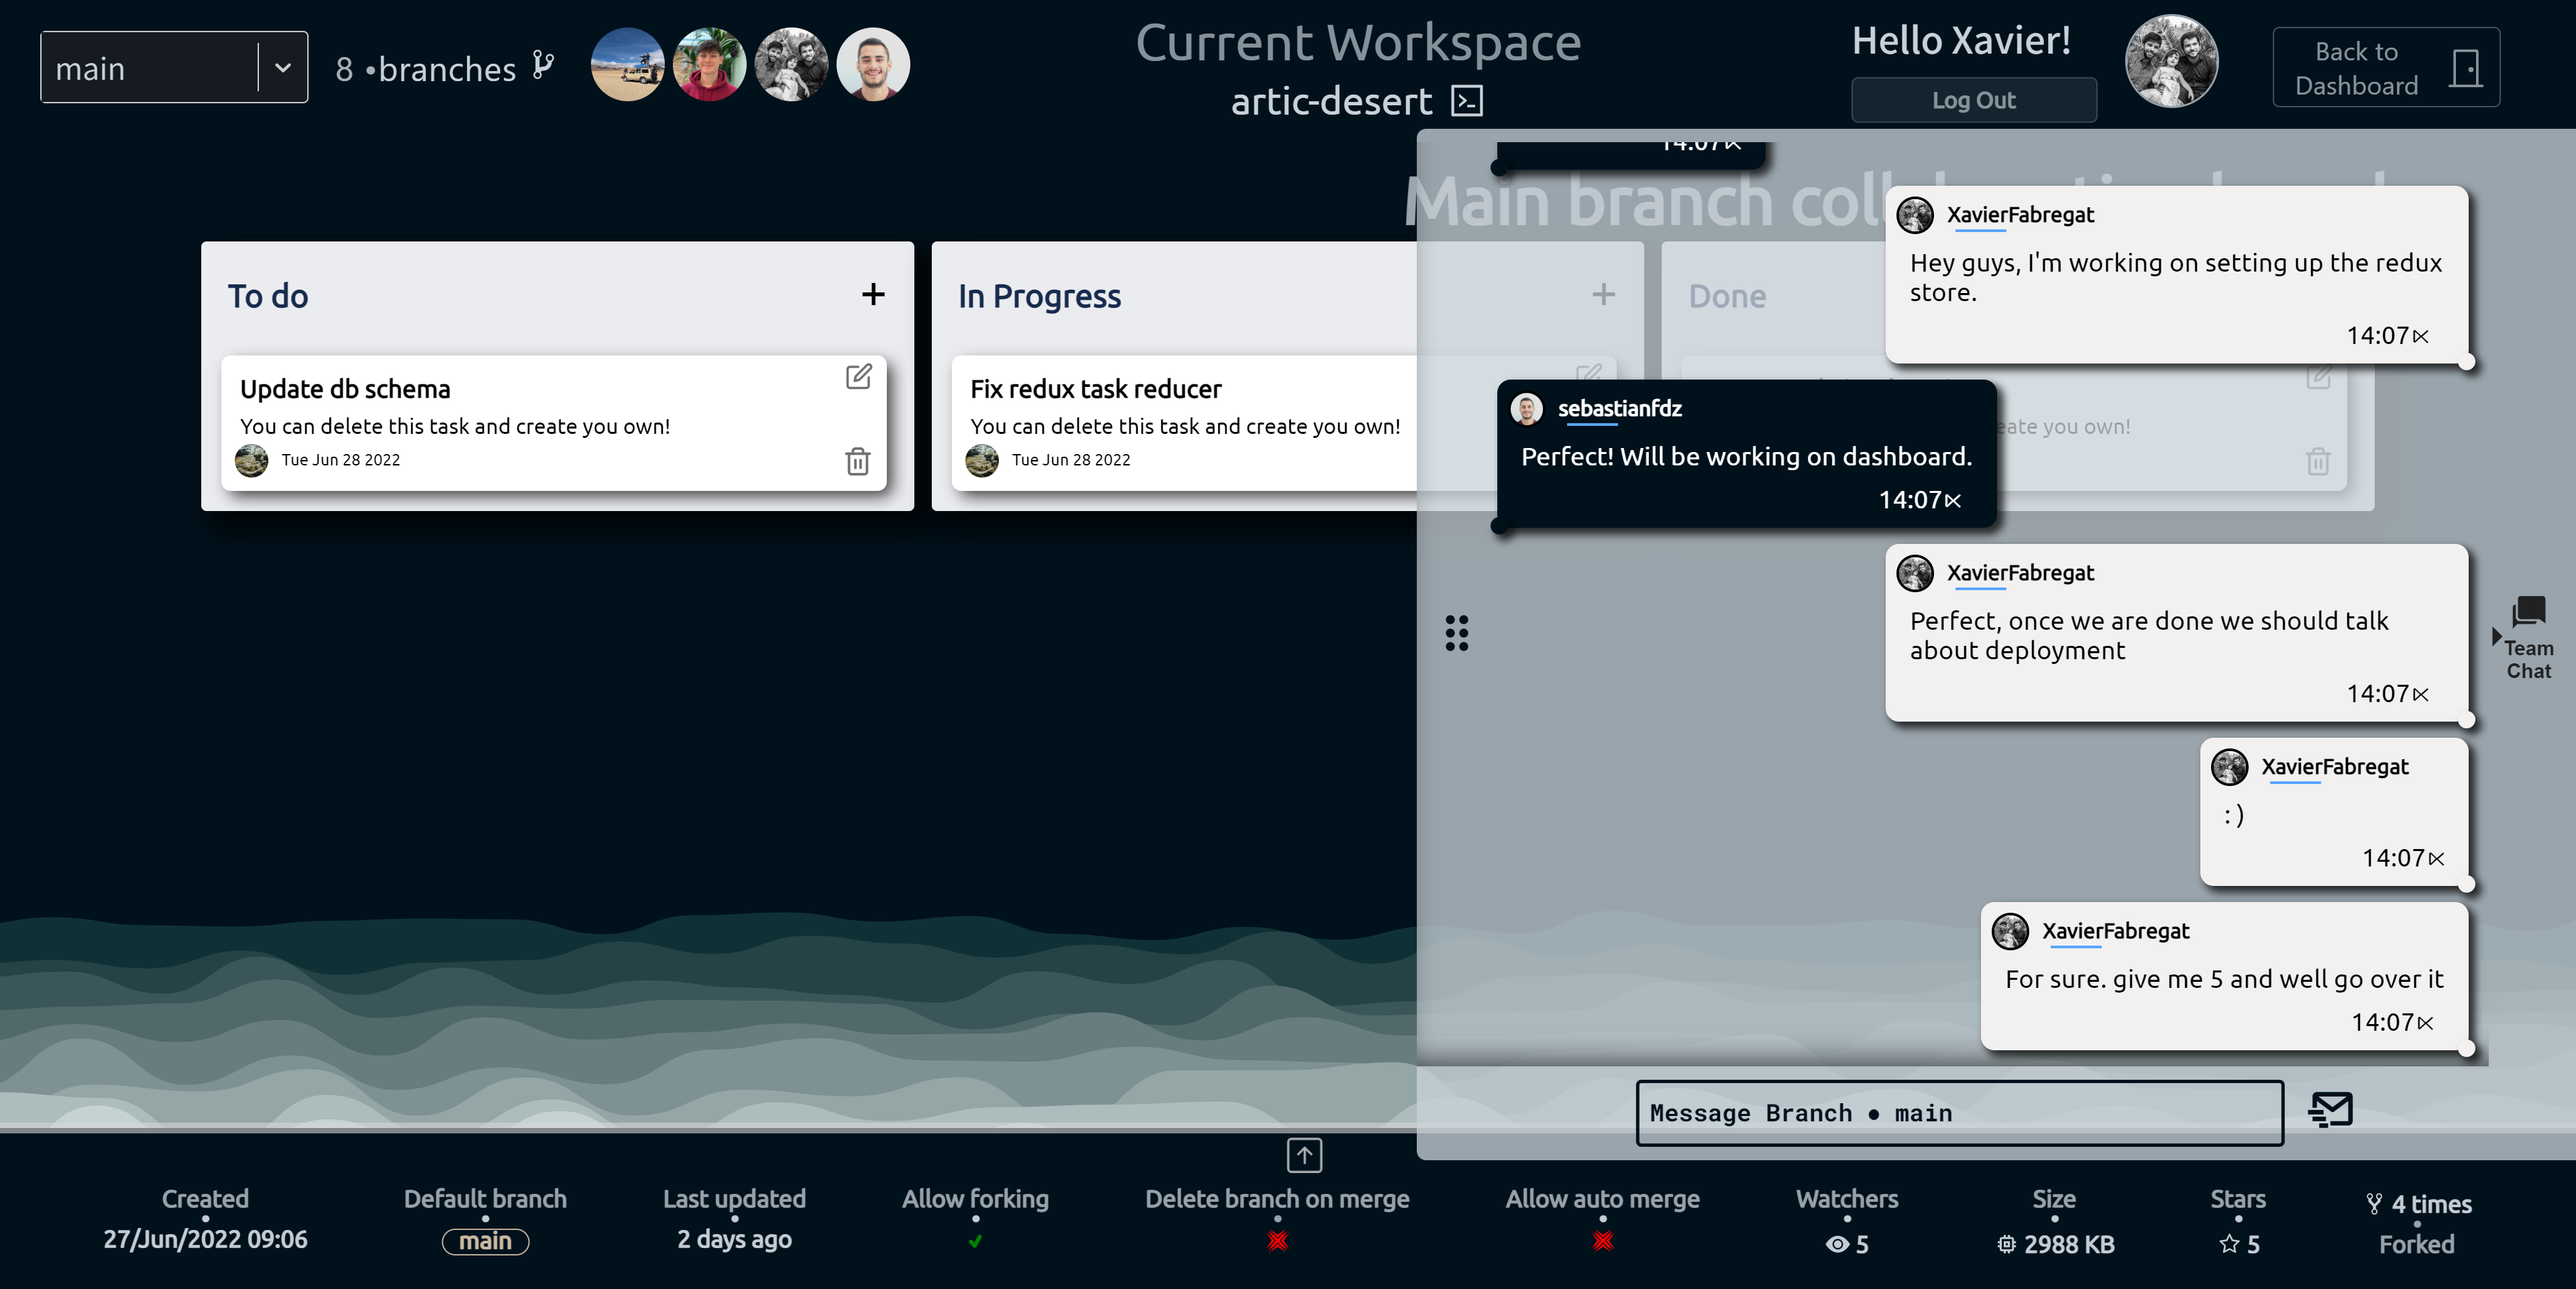 main
8 •branches
Current Workspace
artic-desert
Hello Xavier!
Log Out
Back to
Dashboard
14:07
Main branch
To do
+
Update db schema
You can delete this task and create you own!
Tue Jun 28 2022
In Progress
+
Fix redux task reducer
You can delete this task and create you own!
Tue Jun 28 2022
Done
eate you own!
XavierFabregat
Hey guys, I'm working on setting up the redux
store.
14:07
sebastianfdz
Perfect! Will be working on dashboard.
14:07
XavierFabregat
Perfect, once we are done we should talk
about deployment
14:07
XavierFabregat
:)
14:07
XavierFabregat
For sure. give me 5 and well go over it
14:07
Team
Chat
Message Branch • main
Created
27/Jun/2022 09:06
Default branch
main
Last updated
2 days ago
Allow forking
Delete branch on merge
Allow auto merge
Watchers
5
Size
2988 KB
Stars
5
4 times
Forked